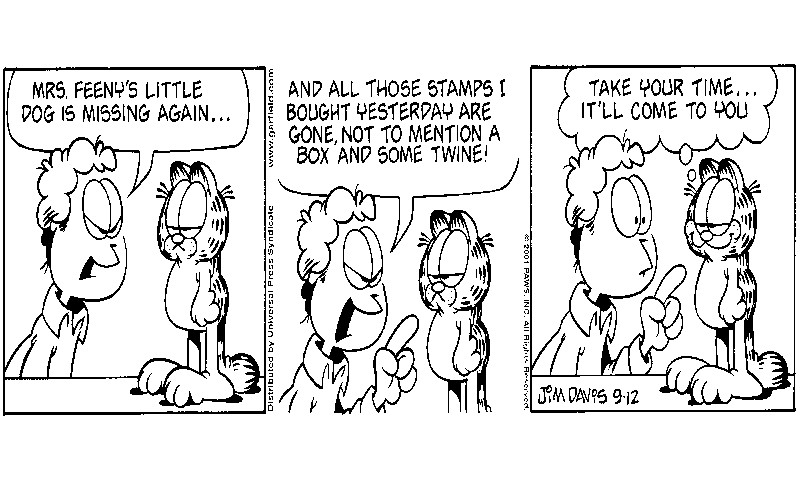 MRS. FEENY'S LITTLE
DOG IS MISSING AGAIN...
www.garfield.com
Distributed by Universal Press Syndicate
AND ALL THOSE STAMPS I
BOUGHT YESTERDAY ARE
GONE, NOT TO MENTION A
BOX AND SOME TWINE!
© 2001 PAWS, INC. All Rights Reserved.
TAKE YOUR TIME...
IT'LL COME TO YOU
JIM DAVIS 9-12